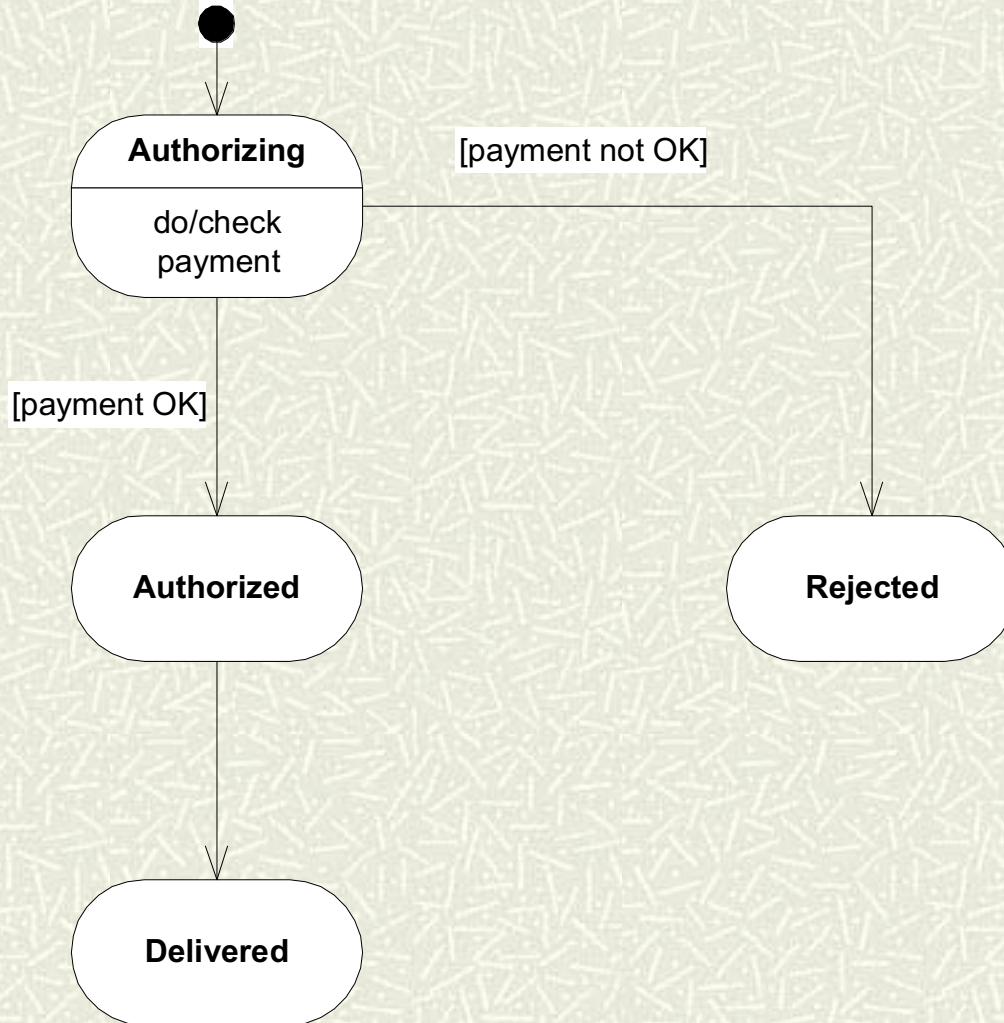 Authorizing
[payment not OK]
do/check
payment
[payment OK]
Authorized
Rejected
Delivered